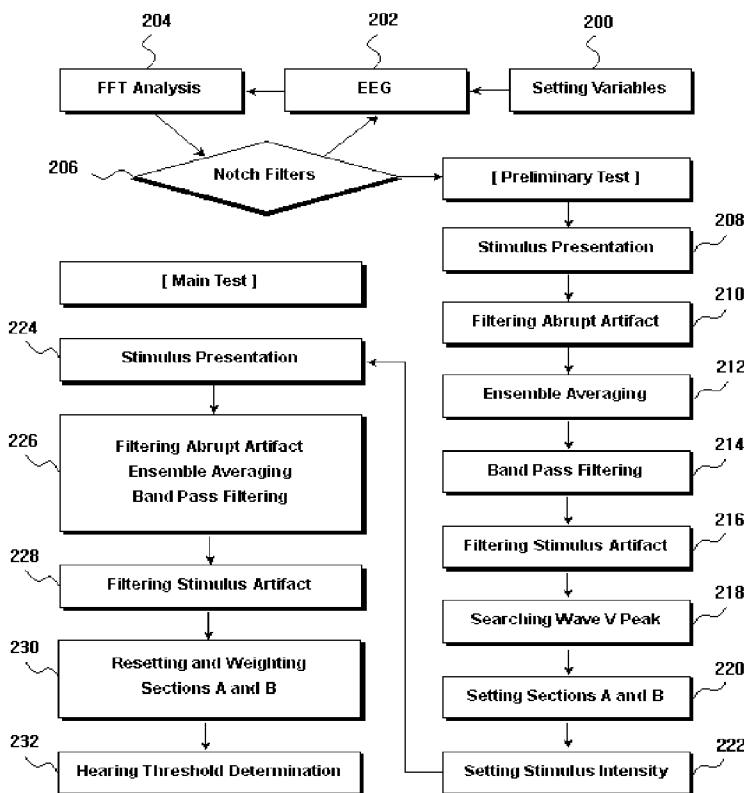 204
202
200
FFT Analysis
EEG
Setting Variables
206
Notch Filters
[ Preliminary Test ]
208
Stimulus Presentation
[ Main Test ]
210
Filtering Abrupt Artifact
224
Stimulus Presentation
212
Ensemble Averaging
226
Filtering Abrupt Artifact
Ensemble Averaging
Band Pass Filtering
214
Band Pass Filtering
216
Filtering Stimulus Artifact
228
Filtering Stimulus Artifact
218
Searching Wave V Peak
230
Resetting and Weighting
Sections A and B
220
Setting Sections A and B
232
Hearing Threshold Determination
222
Setting Stimulus Intensity